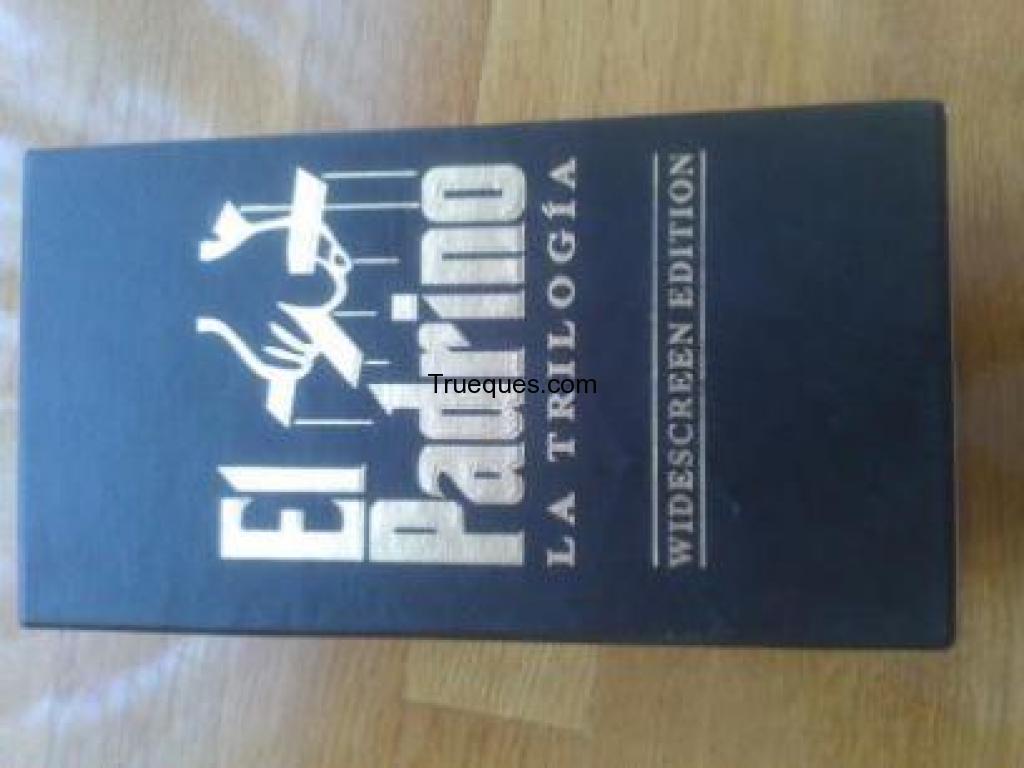 El
Padrino
LA TRILOGÍA
WIDESCREEN EDITION
Trueques.com